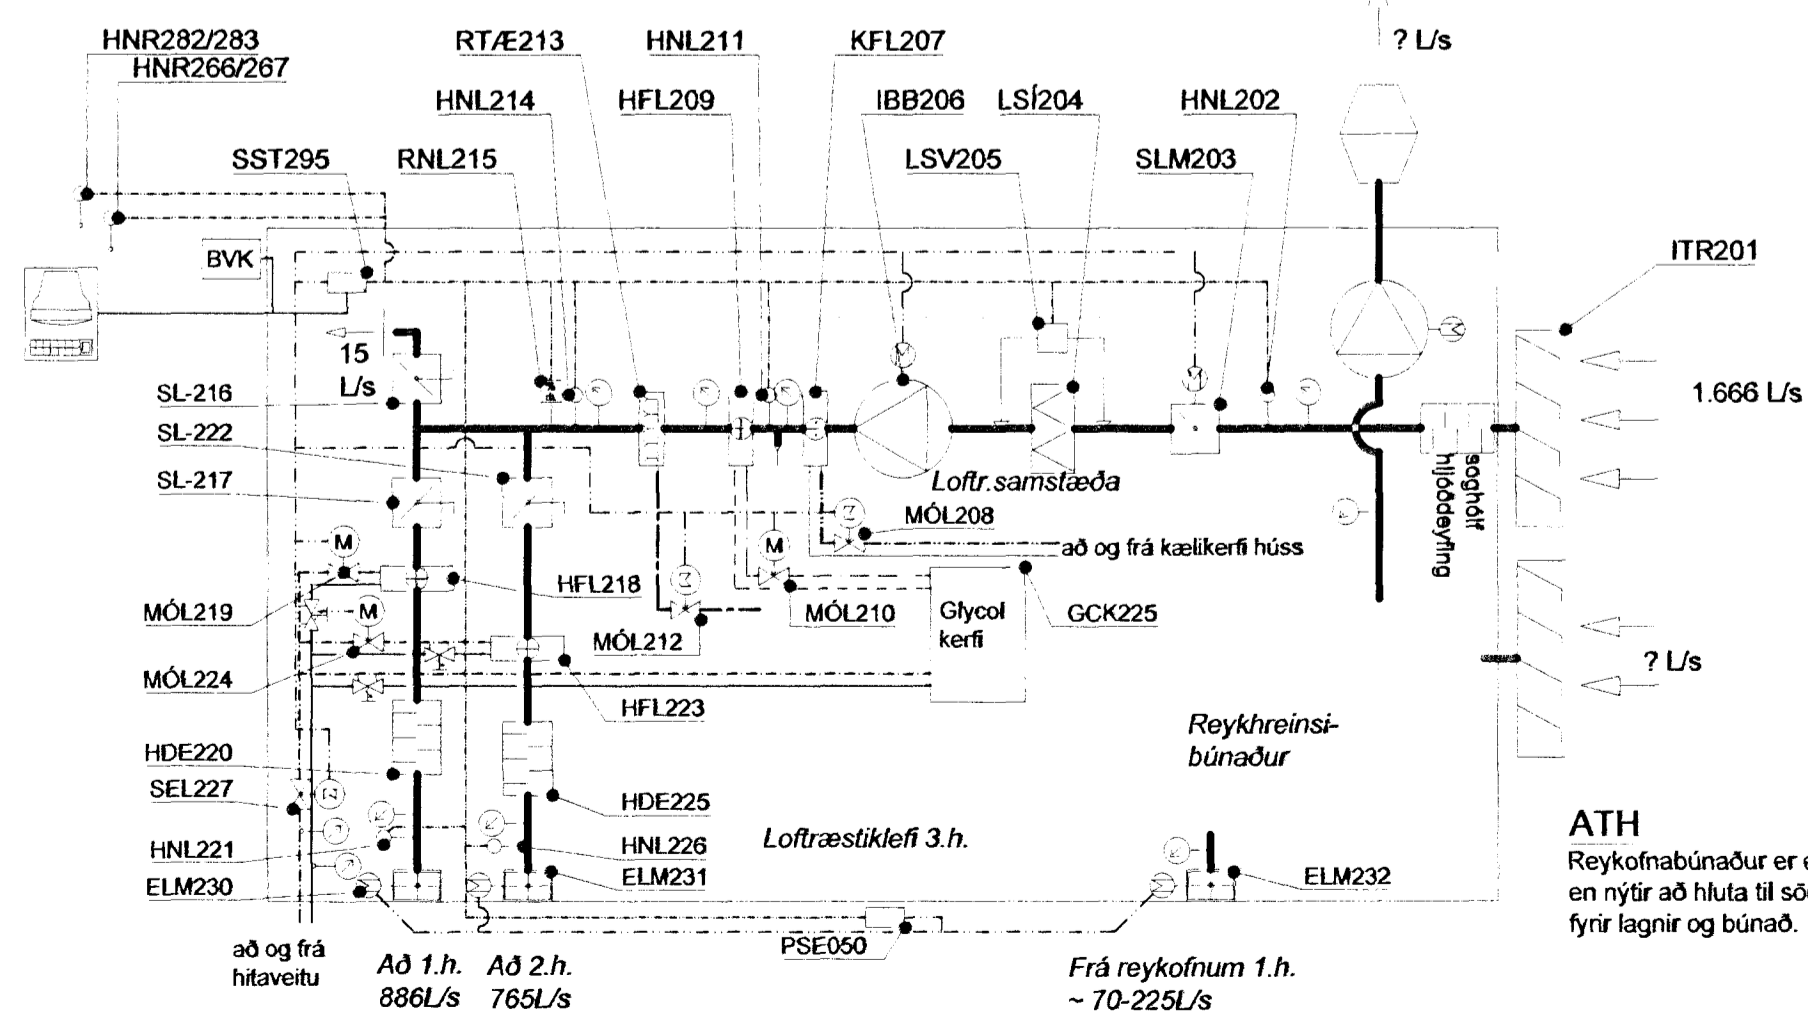 HNR282/283
RTÆ213
HNL211
KFL207
? L/s
HNR266/267
HNL214
HFL209
IBB206
LSÍ204
HNL202
SST295
RNL215
LSV205
SLM203
BVK
ITR201
15
L/s
SL-216
1.666 L/s
SL-222
SL-217
Loftr.samstæða
soghólf
hljóðdeyfing
MÓL208
M
M
að og frá kælikerfi húss
HFL218
MÓL219
M
MÓL210
Glycol
kerfi
GCK225
MÓL212
? L/s
MÓL224
HFL223
Reykhreinsi-
búnaður
HDE220
SEL227
HDE225
ATH
Loftræstiklefi 3.h.
HNL221
HNL226
Reykofnabúnaður er e
ELM230
ELM231
ELM232
en nýtir að hluta til
fyrir lagnir og búnað.
PSE050
að og frá
hitaveitu
Að 1.h.
886L/s
Að 2.h.
765L/s
Frá reykofnum 1.h.
~ 70-225L/s